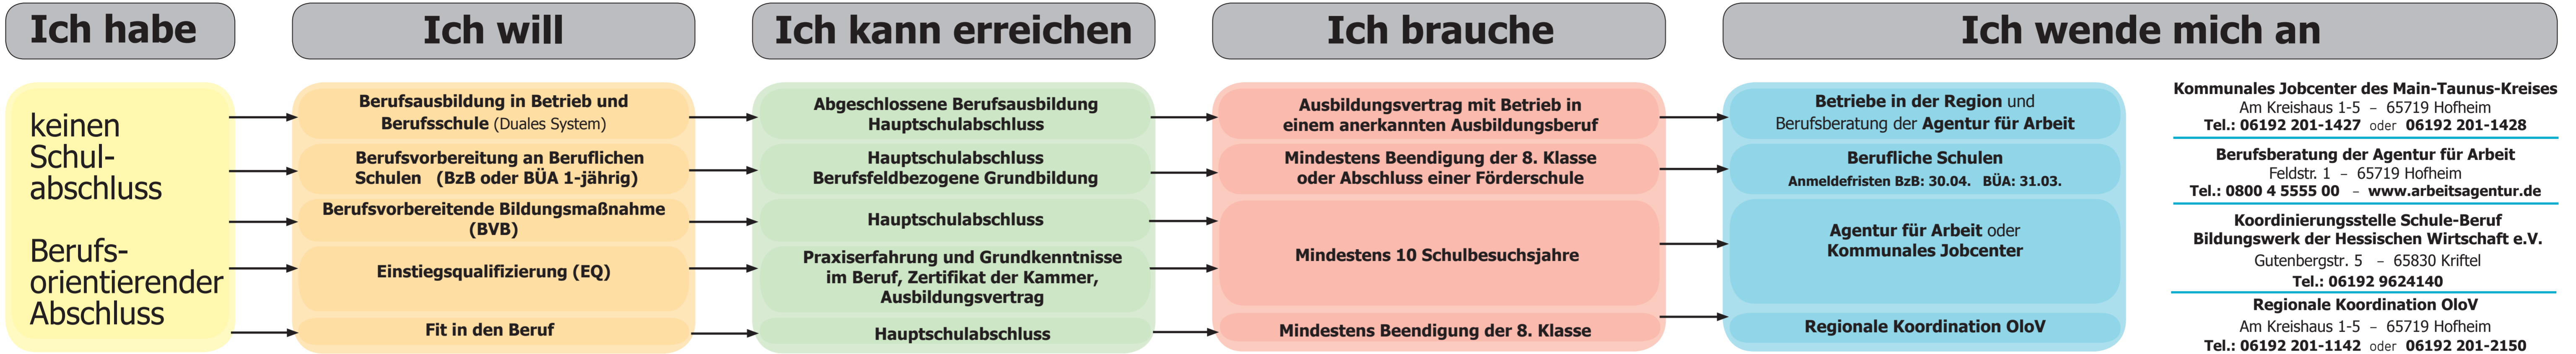 Ich habe
Ich will
Ich kann erreichen
Ich brauche
Ich wende mich an
keinen
Schul-
abschluss
Berufs-
orientierender
Abschluss
Berufsausbildung in Betrieb und
Berufsschule (Duales System)
Berufsvorbereitung an Beruflichen
Schulen (BzB oder BÜA 1-jährig)
Berufsvorbereitende Bildungsmaßnahme
(BVB)
Einstiegsqualifizierung (EQ)
Fit in den Beruf
Abgeschlossene Berufsausbildung
Hauptschulabschluss
Hauptschulabschluss
Berufsfeldbezogene Grundbildung
Hauptschulabschluss
Praxiserfahrung und Grundkenntnisse
im Beruf, Zertifikat der Kammer,
Ausbildungsvertrag
Hauptschulabschluss
Ausbildungsvertrag mit Betrieb in
einem anerkannten Ausbildungsberuf
Mindestens Beendigung der 8. Klasse
oder Abschluss einer Förderschule
Mindestens 10 Schulbesuchsjahre
Mindestens Beendigung der 8. Klasse
Betriebe in der Region und
Berufsberatung der Agentur für Arbeit
Berufliche Schulen
Anmeldefristen BzB: 30.04. BÜA: 31.03.
Agentur für Arbeit oder
Kommunales Jobcenter
Regionale Koordination OloV
Kommunales Jobcenter des Main-Taunus-Kreises
Am Kreishaus 1-5 – 65719 Hofheim
Tel.: 06192 201-1427 oder 06192 201-1428
Berufsberatung der Agentur für Arbeit
Feldstr. 1 – 65719 Hofheim
Tel.: 0800 4 5555 00 – www.arbeitsagentur.de
Koordinierungsstelle Schule-Beruf
Bildungswerk der Hessischen Wirtschaft e.V.
Gutenbergstr. 5 – 65830 Kriftel
Tel.: 06192 9624140
Regionale Koordination OloV
Am Kreishaus 1-5 – 65719 Hofheim
Tel.: 06192 201-1142 oder 06192 201-2150